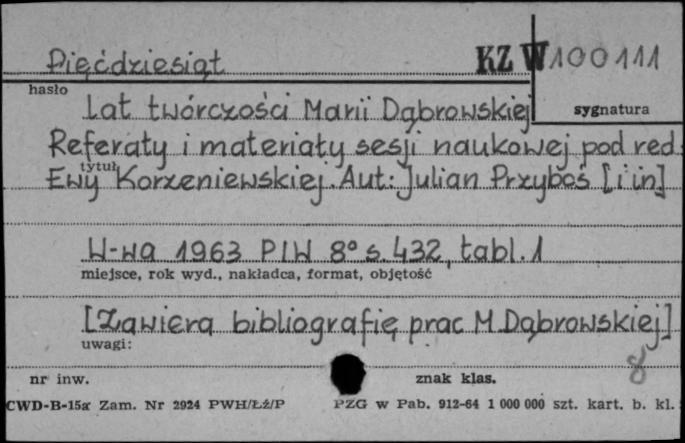 Pięćdziesiąt KZ W 100111
hasło
Lat twórczości Marii Dąbrowskiej sygnatura
Referaty i materiały sesji naukowej pod red.
tytuł
Ewy Korzeniewskiej. Aut: Julian Przyboś [i in]
W-wa 1963 PIW 8° s. 432, tabl. 1
miejsce, rok wyd., nakładca, format, objętość
[Zawiera bibliografię prac M. Dąbrowskiej]
uwagi:
8
nr inw. znak klas.
CWD-B-15a Zam. Nr 2924 PWH/Łź/P PZG w Pab. 912-64 1 000 000 szt. kart. b. kl.